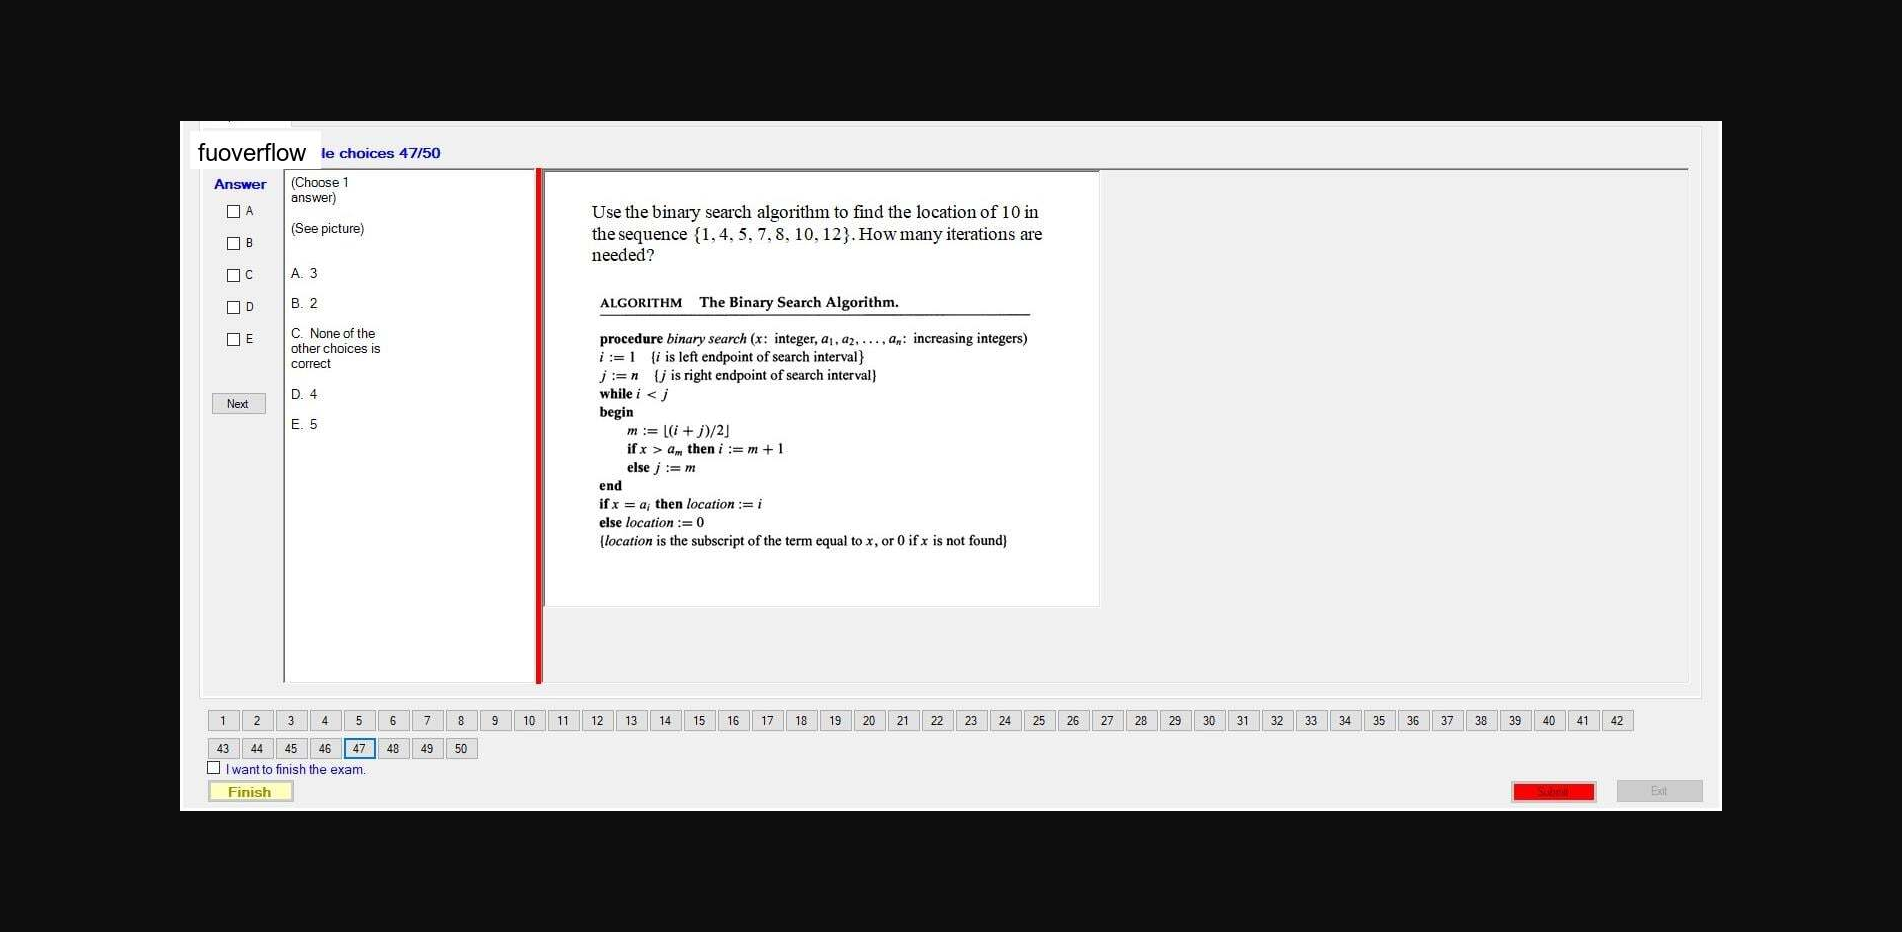 fuoverflow
le choices 47/50
Answer
A
B
C
D
E
Next
(Choose 1
answer)
(See picture)
A. 3
B. 2
C. None of the
other choices is
correct
D. 4
E. 5
Use the binary search algorithm to find the location of 10 in
the sequence {1, 4, 5, 7, 8, 10, 12}. How many iterations are
needed?
ALGORITHM The Binary Search Algorithm.
procedure binary search (x: integer, a₁, a₂, . . . , aₙ: increasing integers)
i := 1 {i is left endpoint of search interval}
j := n {j is right endpoint of search interval}
while i < j
begin
m := ⌊(i + j)/2⌋
if x > aₘ then i := m + 1
else j := m
end
if x = aᵢ then location := i
else location := 0
{location is the subscript of the term equal to x, or 0 if x is not found}
1 2 3 4 5 6 7 8 9 10 11 12 13 14 15 16 17 18 19 20 21 22 23 24 25 26 27 28 29 30 31 32 33 34 35 36 37 38 39 40 41 42
43 44 45 46 47 48 49 50
I want to finish the exam.
Finish
Submit
Exit